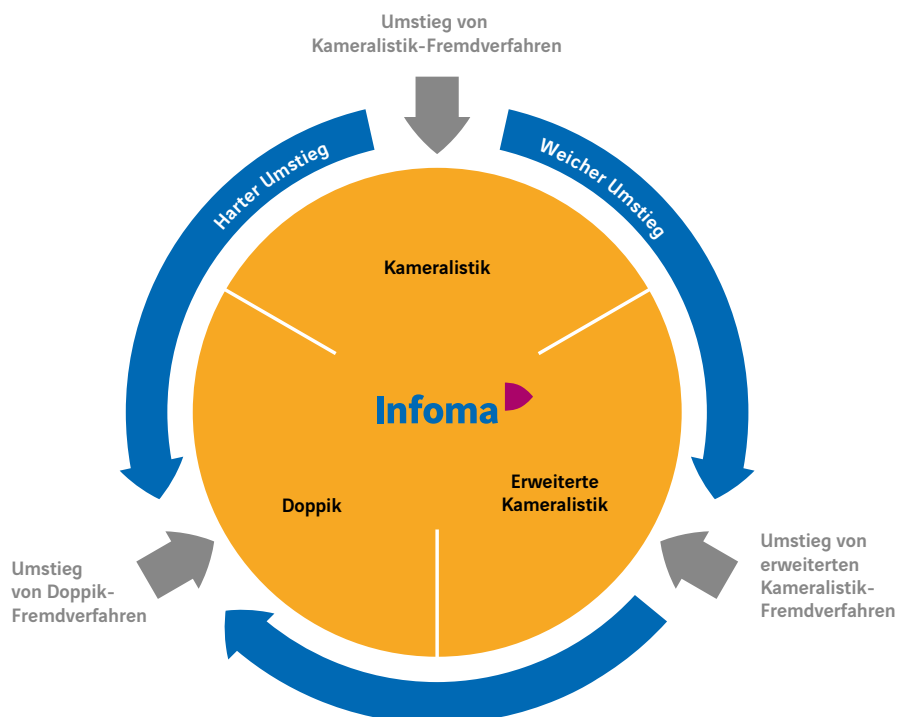 Umstieg von
Kameralistik-Fremdverfahren
Harter Umstieg
Weicher Umstieg
Kameralistik
Infoma
Doppik
Erweiterte
Kameralistik
Umstieg
von Doppik-
Fremdverfahren
Umstieg von
erweiterten
Kameralistik-
Fremdverfahren